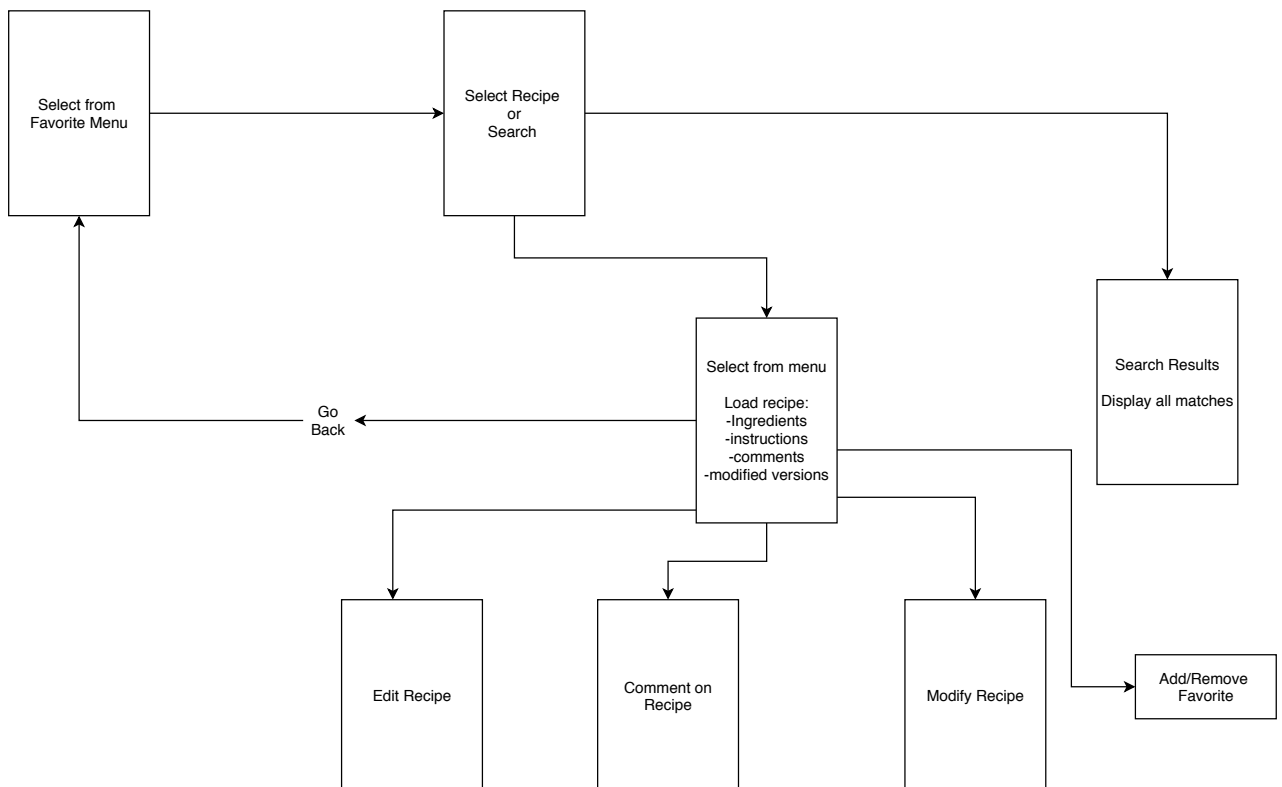 Select from
Favorite Menu
Select Recipe
or
Search
Search Results
Display all matches
Select from menu
Load recipe:
-Ingredients
-instructions
-comments
-modified versions
Go
Back
Edit Recipe
Comment on
Recipe
Modify Recipe
Add/Remove
Favorite